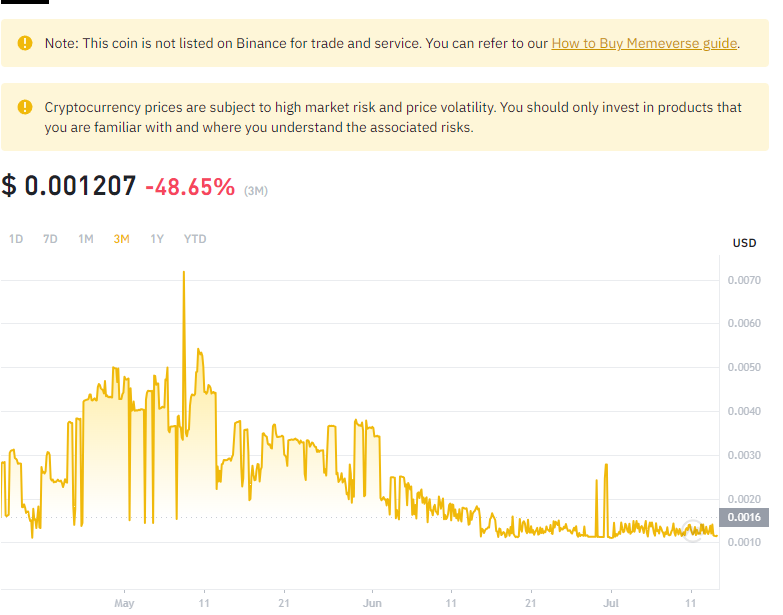 Note: This coin is not listed on Binance for trade and service. You can refer to our How to Buy Memeverse guide.
Cryptocurrency prices are subject to high market risk and price volatility. You should only invest in products that
you are familiar with and where you understand the associated risks.
$ 0.001207 -48.65% (3M)
1D 7D 1M 3M 1Y YTD
USD
0.0070
0.0060
0.0050
0.0040
0.0030
0.0020
0.0016
0.0010
May 11 21 Jun 11 21 Jul 11